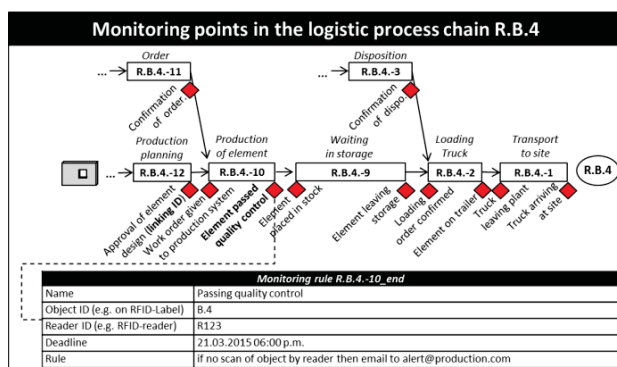 Monitoring points in the logistic process chain R.B.4
Order
Disposition
... R.B.4.-11
... R.B.4.-3
Confirmation
of order.
Confirmation
of dispo.
Production
planning
Production
of element
Waiting
in storage
Loading
Truck
Transport
to site
... R.B.4.-12
R.B.4.-10
R.B.4.-9
R.B.4.-2
R.B.4.-1
R.B.4
Approval of element
design (linking ID)
Work order given
to production system
Element passed
quality control
Element
placed in stock
Element leaving
storage
Loading
order confirmed
Element on trailer
Truck
leaving plant
Truck arriving
at site
Monitoring rule R.B.4.-10_end
Name Passing quality control
Object ID (e.g. on RFID-Label) B.4
Reader ID (e.g. RFID-reader) R123
Deadline 21.03.2015 06:00 p.m.
Rule if no scan of object by reader then email to alert@production.com